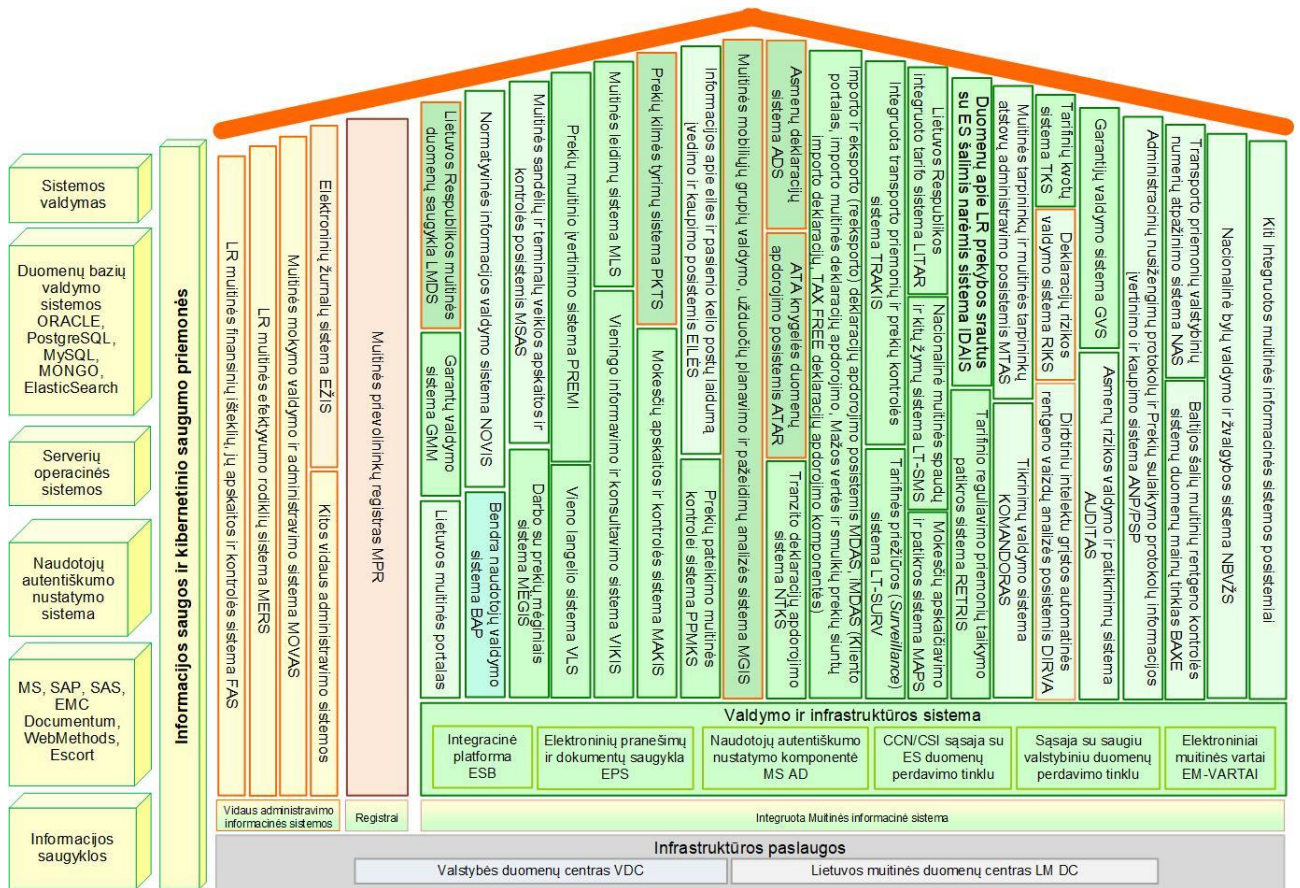 Sistemos
valdymas
Duomenų bazių
valdymo
sistemos
ORACLE,
PostgreSQL,
MySQL,
MONGO,
ElasticSearch
Serverių
operacinės
sistemos
Naudotojų
autentiškumo
nustatymo
sistema
MS, SAP, SAS,
EMC
Documentum,
WebMethods,
Escort
Informacijos
saugyklos
Informacijos saugos ir kibernetinio saugumo priemonės
LR muitinės finansinių išteklių, jų apskaitos ir kontrolės sistema FAS
LR muitinės efektyvumo rodiklių sistema MERS
Muitinės mokymo valdymo ir administravimo sistema MOVAS
Elektroninių žurnalų sistema EŽIS
Kitos vidaus administravimo sistemos
Muitinės prievolininkų registras MPR
Lietuvos Respublikos muitinės
duomenų saugykla LMDS
Garantų valdymo
sistema GMM
Lietuvos muitinės portalas
Normatyvinės informacijos valdymo sistema NOVIS
Bendra naudotojų valdymo
sistema BAP
Muitinės sandėlių ir terminalų veiklos apskaitos ir
kontrolės posistemis MSAS
Darbo su prekių mėginiais
sistema MĖGIS
Prekių muitinio įvertinimo sistema PREMI
Vieno langelio sistema VLS
Muitinės leidimų sistema MLS
Vieningo informavimo ir konsultavimo sistema VIKIS
Prekių kilmės tyrimų sistema PKTS
Mokesčių apskaitos ir kontrolės sistema MAKIS
Informacijos apie eiles ir pasienio kelio postų laidumą
įvedimo ir kaupimo posistemis EILĖS
Prekių pateikimo muitinės
kontrolei sistema PPMKS
Muitinės mobilijų grupių valdymo, užduočių planavimo ir pažeidimų analizės sistema MGIS
Asmenų deklaracijų
sistema ADS
ATA knygelės duomenų
apdorojimo posistemis ATAR
Tranzito deklaracijų apdorojimo
sistema NTKS
Importo ir eksporto (reeksporto) deklaracijų apdorojimo posistemis MDAS, iMDAS (Kliento
portalas, importo muitinės deklaracijų apdorojimo, Mažos vertės ir smulkių prekių siuntų
importo deklaracijų, TAX FREE deklaracijų apdorojimo komponentės)
Integruota transporto priemonių ir prekių kontrolės
sistema TRAKIS
Tarifinės priežiūros (Surveillance)
sistema LT-SURV
Lietuvos Respublikos
integruoto tarifo sistema LITAR
Nacionalinė muitinės spaudų
ir kitų žymų sistema LT-SMS
Mokesčių apskaičiavimo
ir patikros sistema MAPS
Duomenų apie LR prekybos srautus
su ES šalimis narėmis sistema IDAIS
Tarifinio reguliavimo priemonių taikymo
patikros sistema RETRIS
Muitinės tarpininkų ir muitinės tarpininkų
atstovų administravimo posistemis MTAS
Tikrinimų valdymo sistema
KOMANDORAS
Tarifinių kvotų
sistema TKS
Deklaracijų rizikos
valdymo sistema RIKS
Dirbtiniu intelektu grįstos automatinės
rentgeno vaizdų analizės posistemis DIRVA
Garantijų valdymo sistema GVS
Asmenų rizikos valdymo ir patikrinimų sistema
AUDITAS
Administracinių nusižengimų protokolų ir Prekių sulaikymo protokolų informacijos
įvertinimo ir kaupimo sistema ANP/PSP
Transporto priemonių valstybinių
numerių atpažinimo sistema NAS
Baltijos šalių muitinių rentgeno kontrolės
sistemų duomenų mainų tinklas BAXE
Nacionalinė bylų valdymo ir žvalgybos sistema NBVŽS
Kiti Integruotos muitinės informacinės sistemos posistemiai
Valdymo ir infrastruktūros sistema
Integracinė
platforma
ESB
Elektroninių pranešimų
ir dokumentų saugykla
EPS
Naudotojų autentiškumo
nustatymo komponentė
MS AD
CCN/CSI sąsaja su
ES duomenų
perdavimo tinklu
Sąsaja su saugiu
valstybiniu duomenų
perdavimo tinklu
Elektroniniai
muitinės vartai
EM-VARTAI
Vidaus administravimo
informacinės sistemos
Registrai
Integruota Muitinės informacinė sistema
Infrastruktūros paslaugos
Valstybės duomenų centras VDC
Lietuvos muitinės duomenų centras LM DC